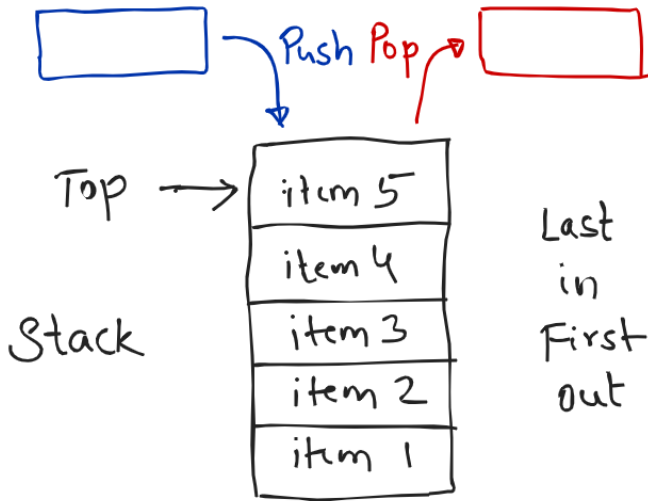 Push Pop
Top
item 5
item 4
item 3
item 2
item 1
Stack
Last
in
First
out